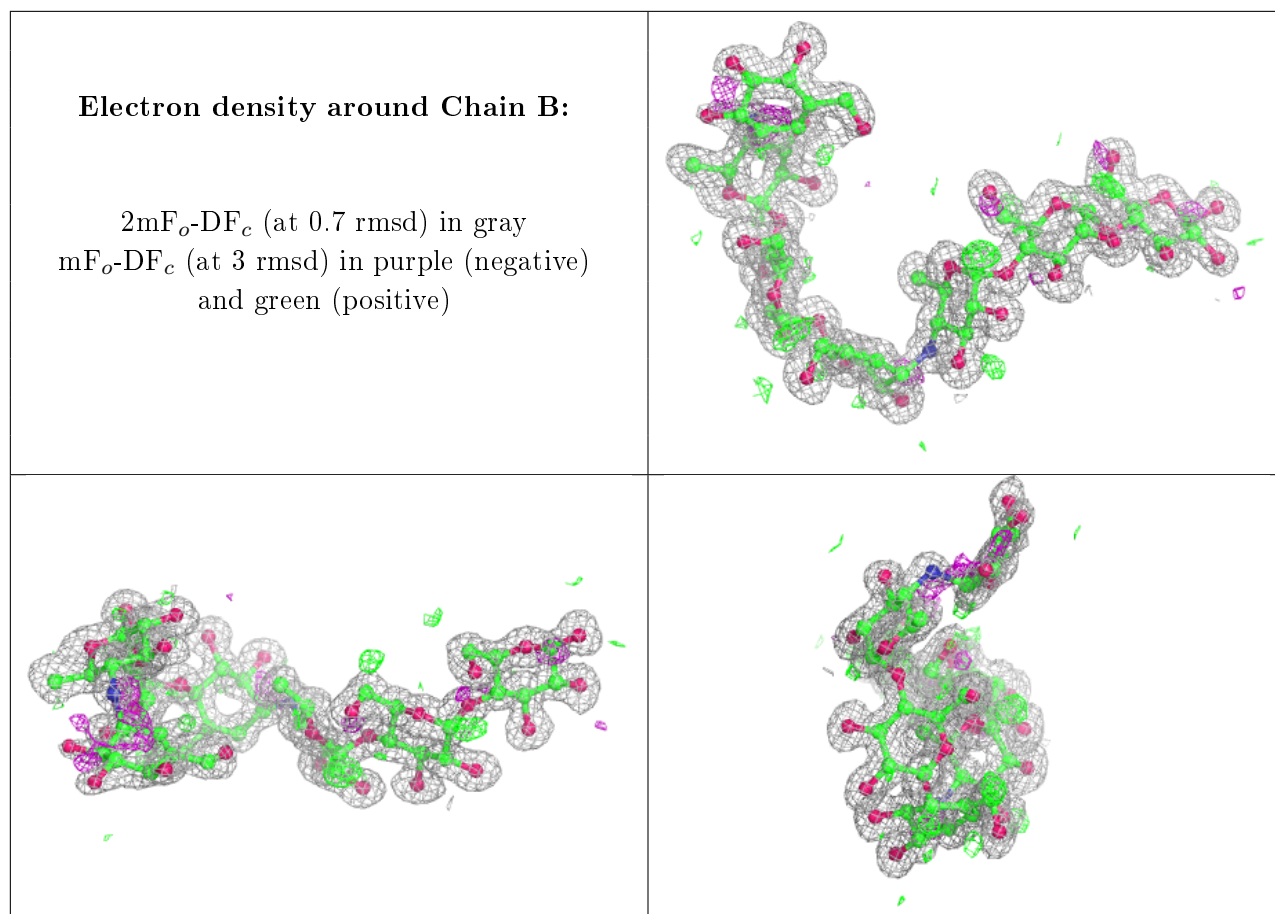 Electron density around Chain B:
2mFₒ-DF𝒸 (at 0.7 rmsd) in gray
mFₒ-DF𝒸 (at 3 rmsd) in purple (negative)
and green (positive)